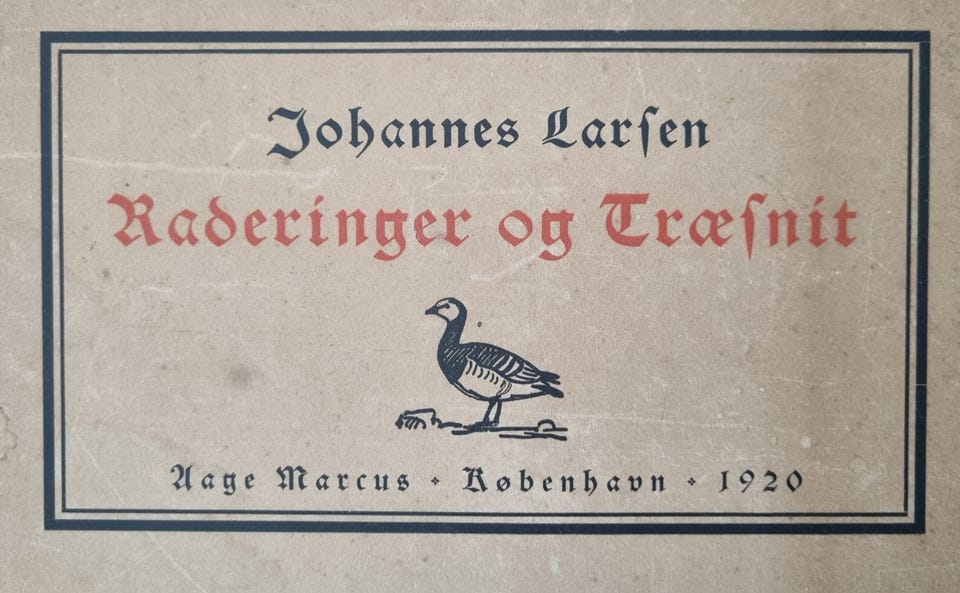 Johannes Larſen
Raderinger og Træſnit
Aage Marcus · København · 1920